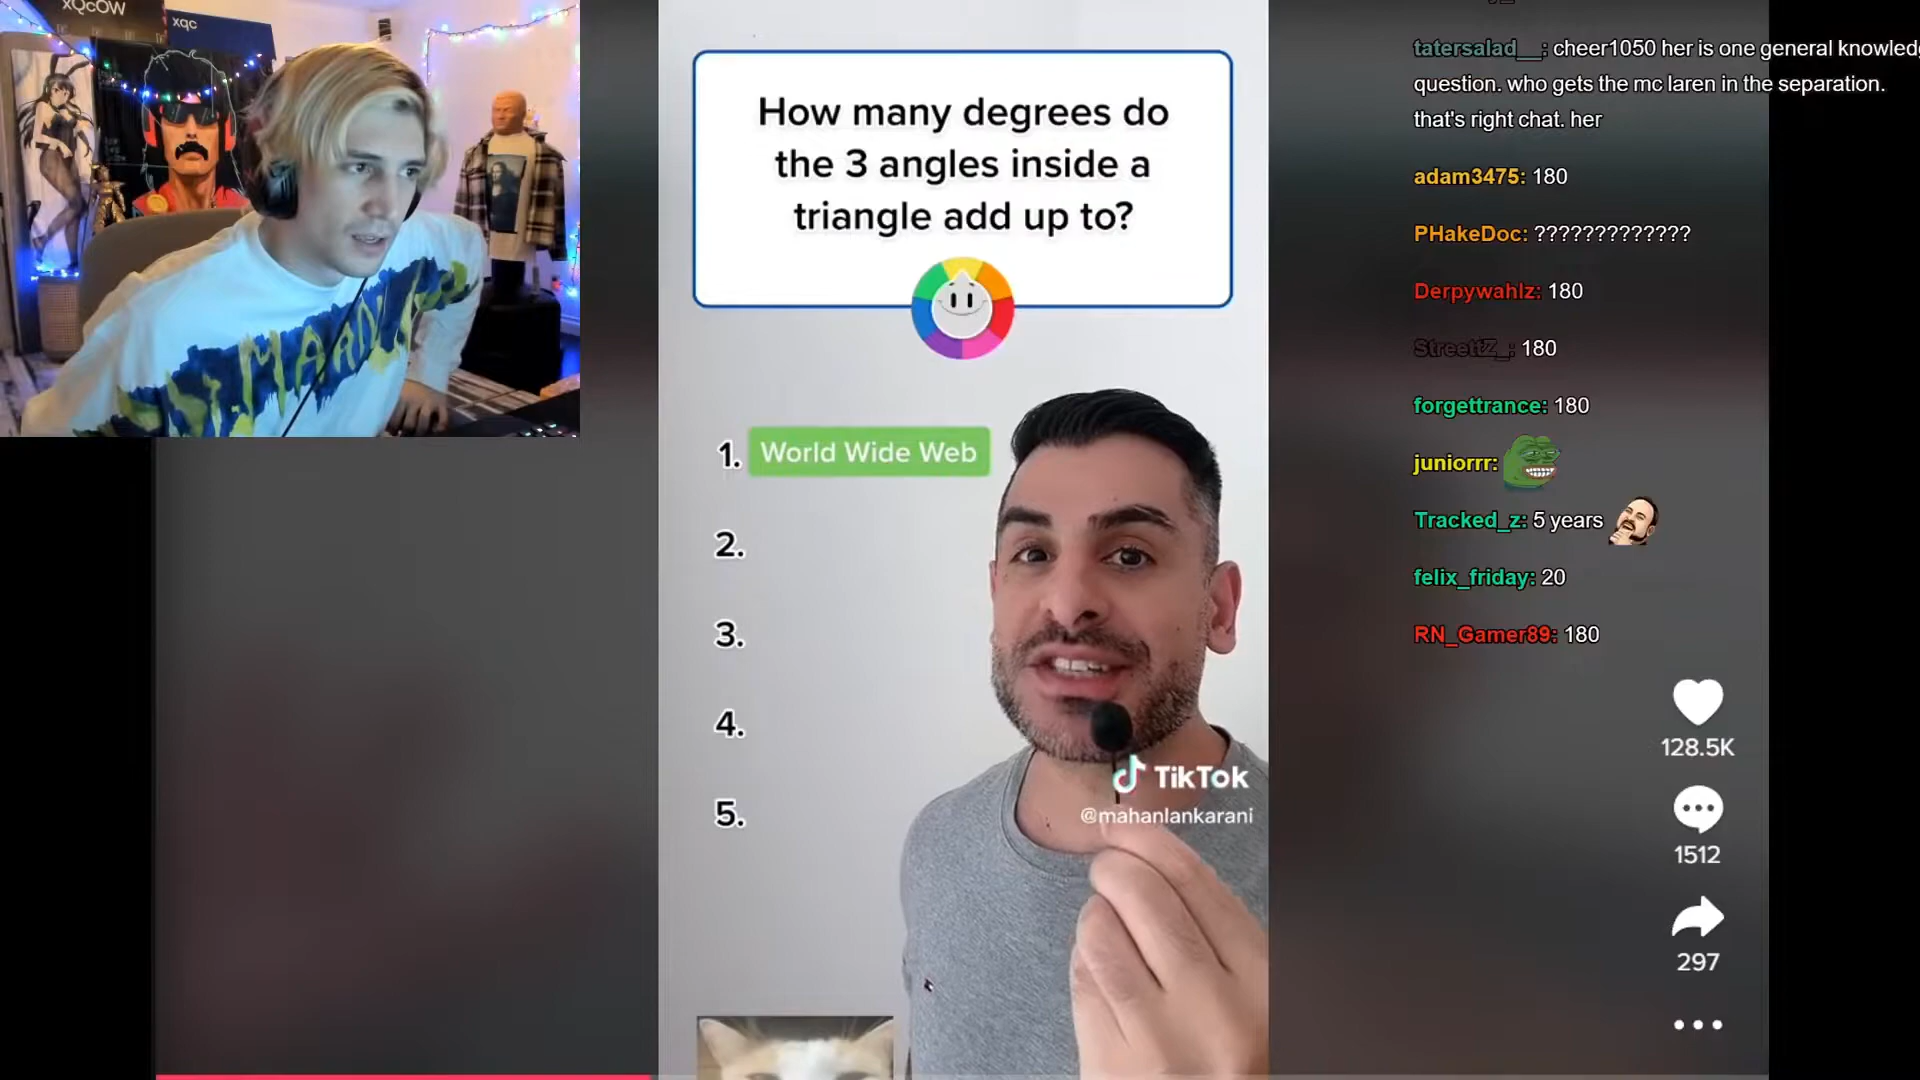 xQcOW
xqc
How many degrees do
the 3 angles inside a
triangle add up to?
1. World Wide Web
2.
3.
4.
5.
TikTok
@mahanlankarani
tatersalad__: cheer1050 her is one general knowled
question. who gets the mc laren in the separation.
that's right chat. her
adam3475: 180
PHakeDoc: ?????????????
Derpywahlz: 180
StreettZ_: 180
forgettrance: 180
juniorrr:
Tracked_z: 5 years
felix_friday: 20
RN_Gamer89: 180
128.5K
1512
297